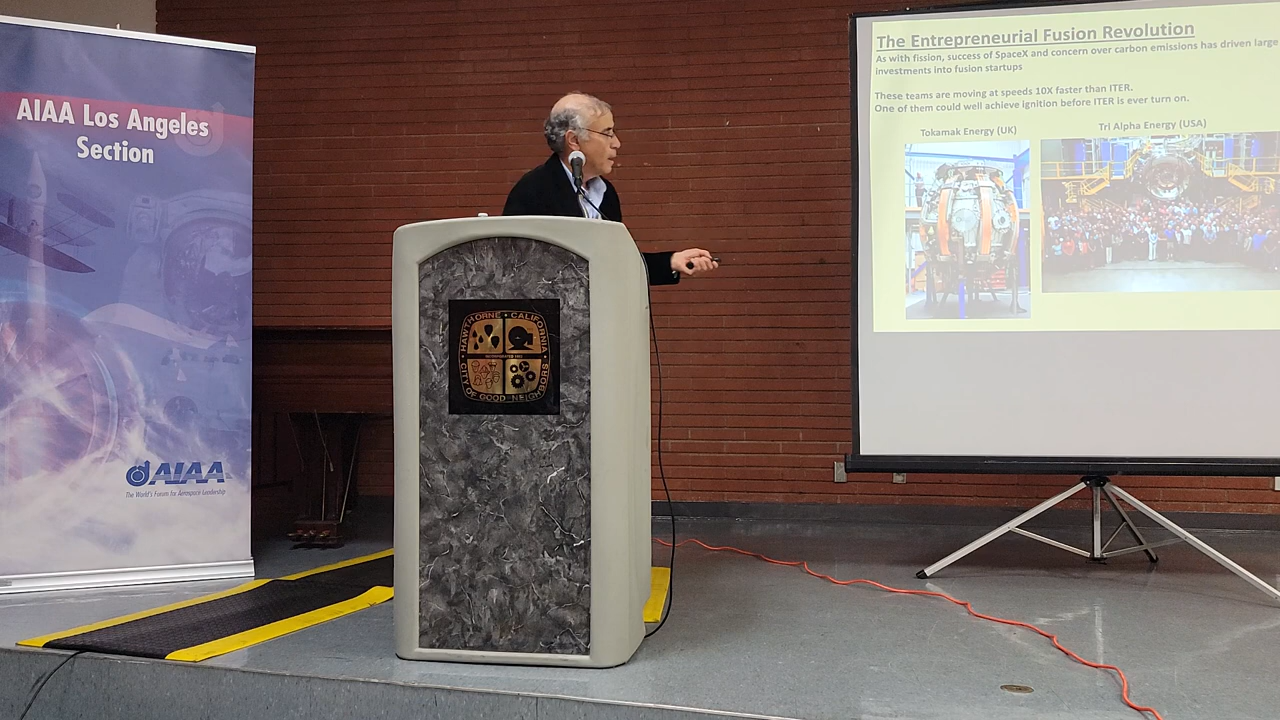 AIAA Los Angeles
Section
AIAA
The World's Forum for Aerospace Leadership
HAWTHORNE • CALIFORNIA
INCORPORATED 1922
CITY OF GOOD NEIGHBORS
The Entrepreneurial Fusion Revolution
As with fission, success of SpaceX and concern over carbon emissions has driven large
investments into fusion startups
These teams are moving at speeds 10X faster than ITER.
One of them could well achieve ignition before ITER is ever turn on.
Tokamak Energy (UK)
Tri Alpha Energy (USA)